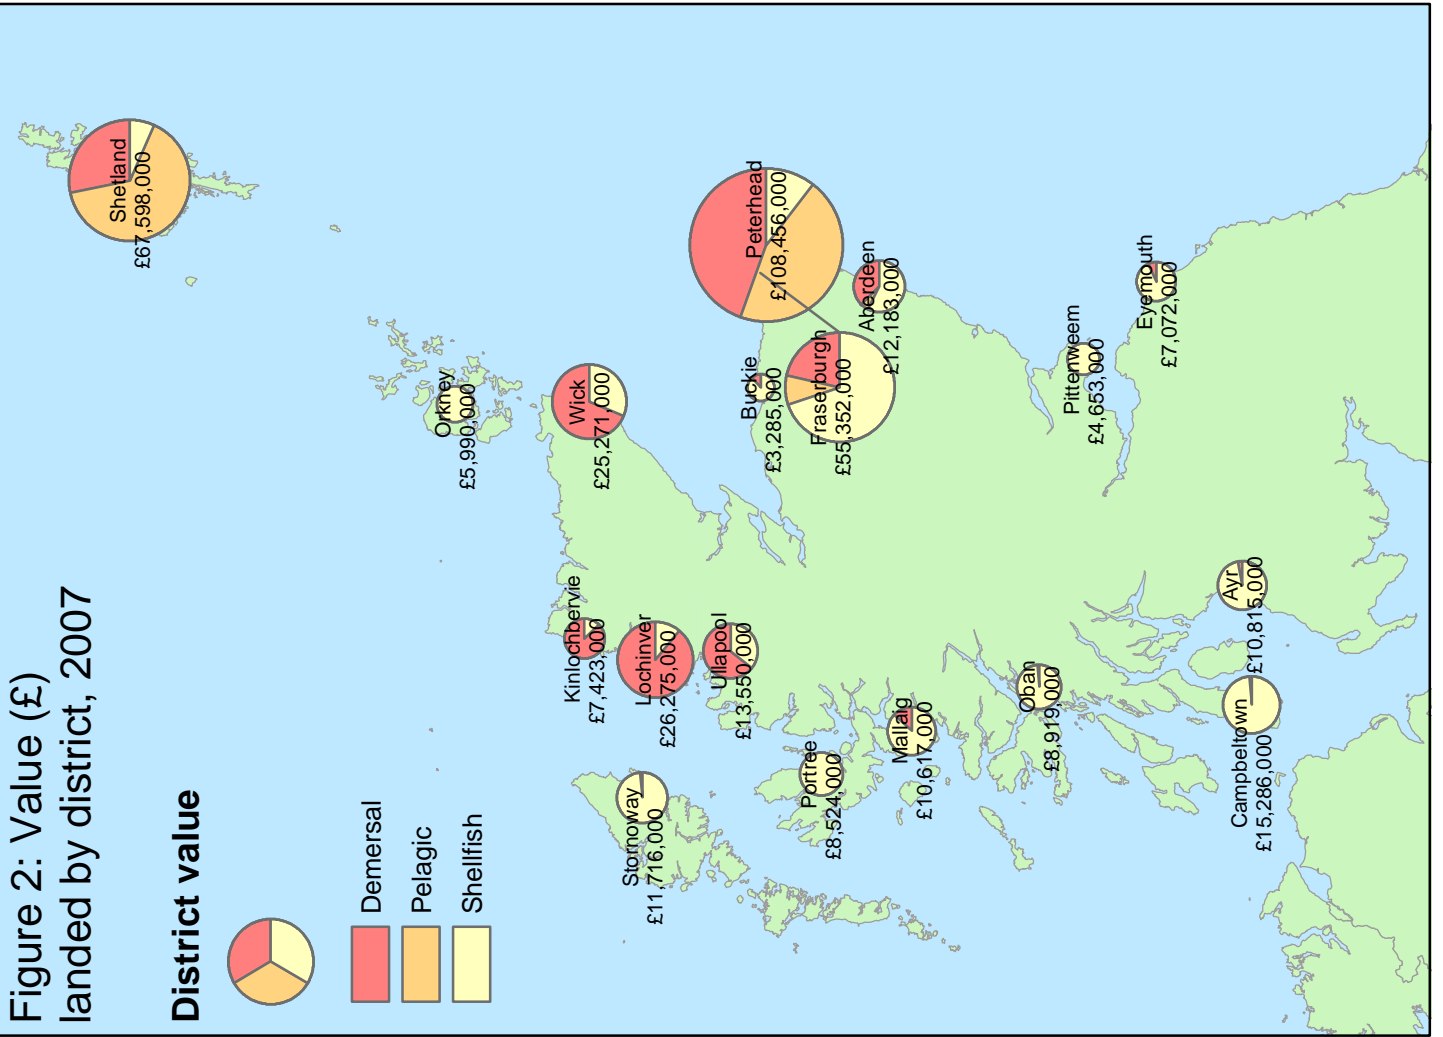 Figure 2: Value (£)
landed by district, 2007
District value
Demersal
Pelagic
Shellfish
Shetland
£67,598,000
Orkney
£5,990,000
Wick
£25,271,000
Kinlochbervie
£7,423,000
Lochinver
£26,275,000
Ullapool
£13,550,000
Stornoway
£11,716,000
Portree
£8,524,000
Mallaig
£10,617,000
Oban
£8,919,000
Campbeltown
£15,286,000
Ayr
£10,815,000
Buckie
£3,285,000
Fraserburgh
£55,352,000
Peterhead
£108,456,000
Aberdeen
£12,183,000
Pittenweem
£4,653,000
Eyemouth
£7,072,000